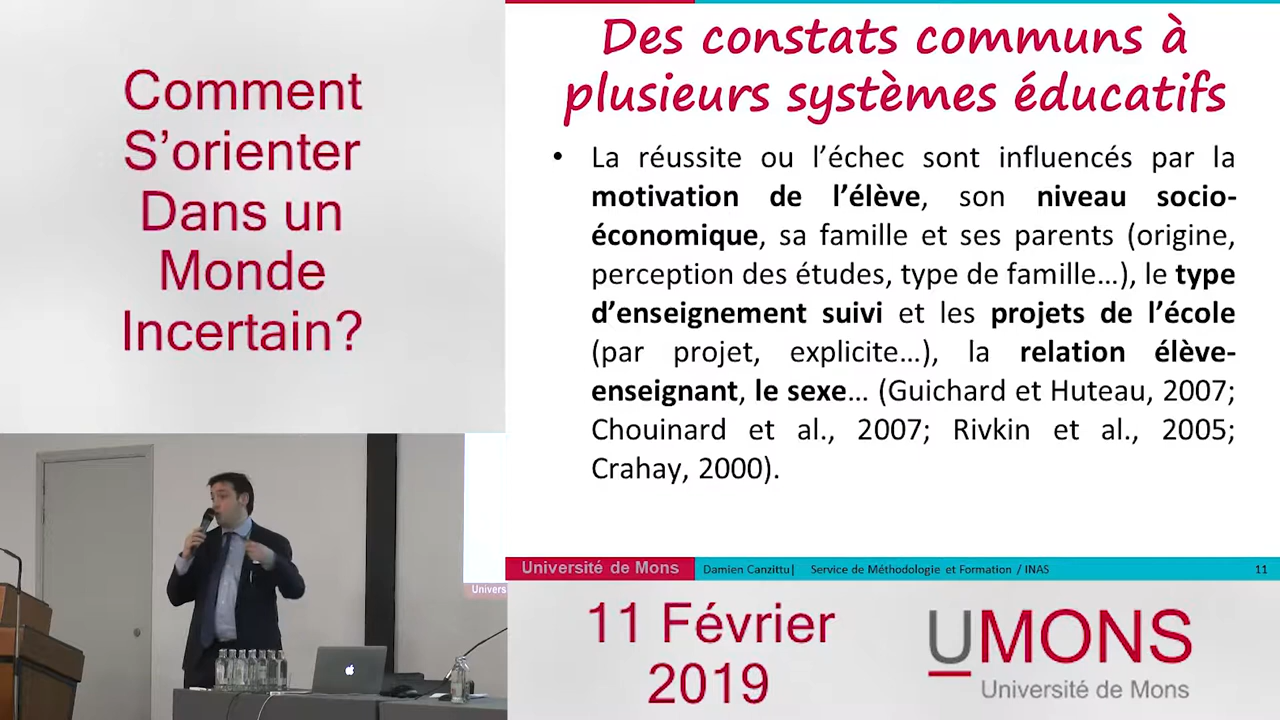 Comment
S'orienter
Dans un
Monde
Incertain?
Des constats communs à
plusieurs systèmes éducatifs
• La réussite ou l'échec sont influencés par la
motivation de l'élève, son niveau socio-
économique, sa famille et ses parents (origine,
perception des études, type de famille…), le type
d'enseignement suivi et les projets de l'école
(par projet, explicite…), la relation élève-
enseignant, le sexe… (Guichard et Huteau, 2007;
Chouinard et al., 2007; Rivkin et al., 2005;
Crahay, 2000).
Université de Mons
Damien Canzittu| Service de Méthodologie et Formation / INAS
11
Univers
11 Février
2019
UMONS
Université de Mons